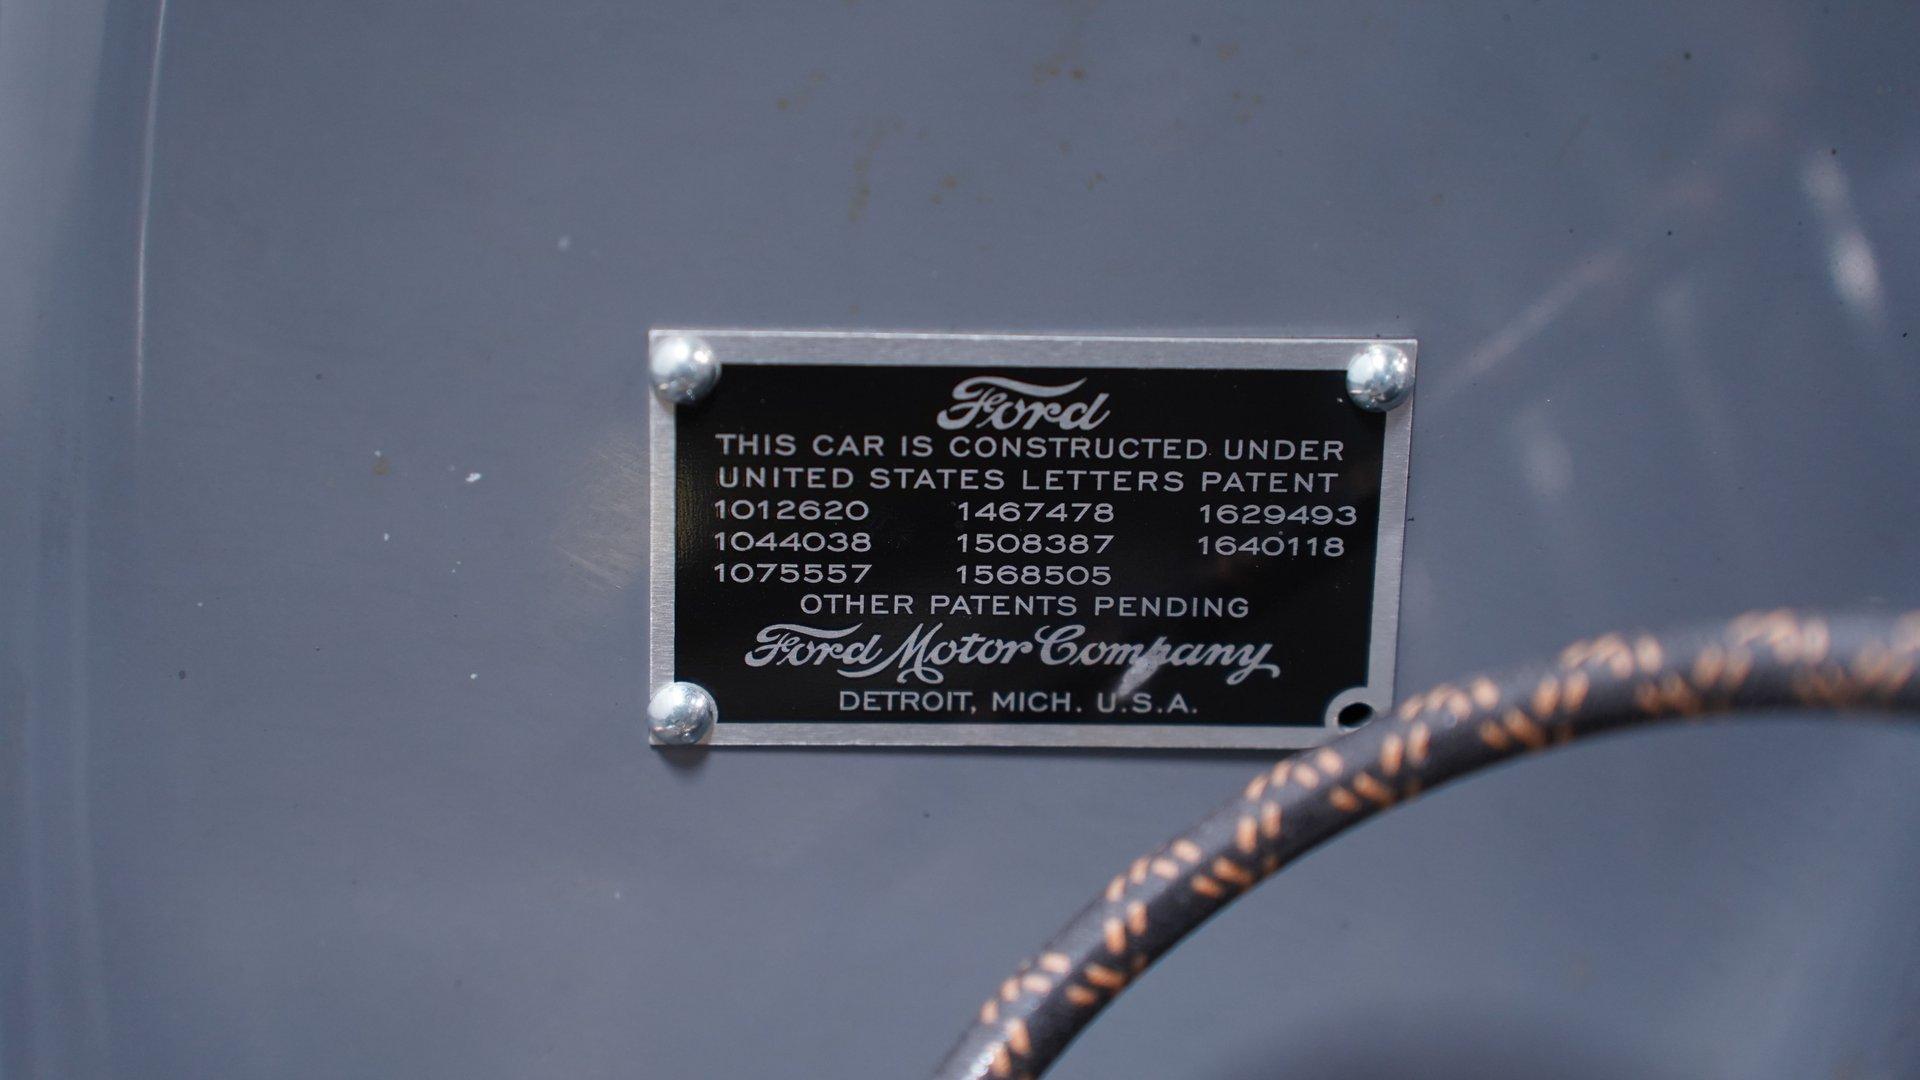 Ford
THIS CAR IS CONSTRUCTED UNDER
UNITED STATES LETTERS PATENT
1012620 1467478 1629493
1044038 1508387 1640118
1075557 1568505
OTHER PATENTS PENDING
Ford Motor Company
DETROIT, MICH. U.S.A.